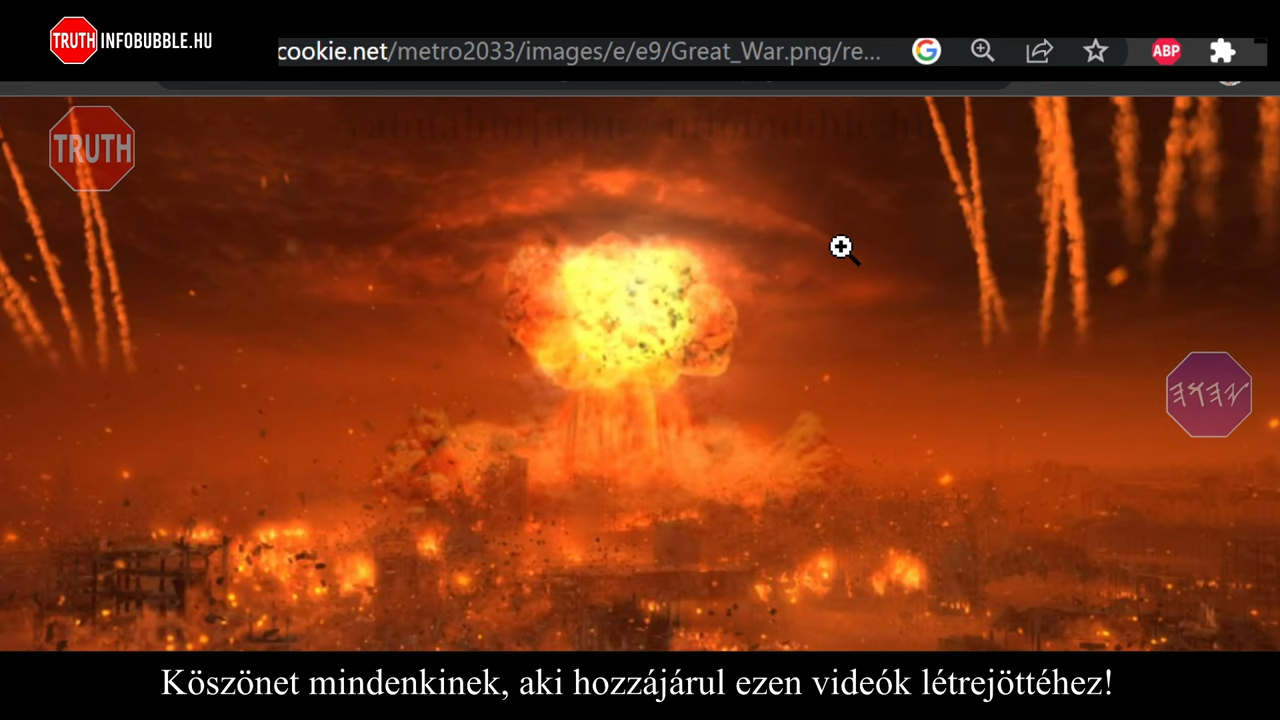 TRUTH INFOBUBBLE.HU
cookie.net/metro2033/images/e/e9/Great_War.png/re...
ABP
TRUTH
𐤉𐤄𐤅𐤄
Köszönet mindenkinek, aki hozzájárul ezen videók létrejöttéhez!